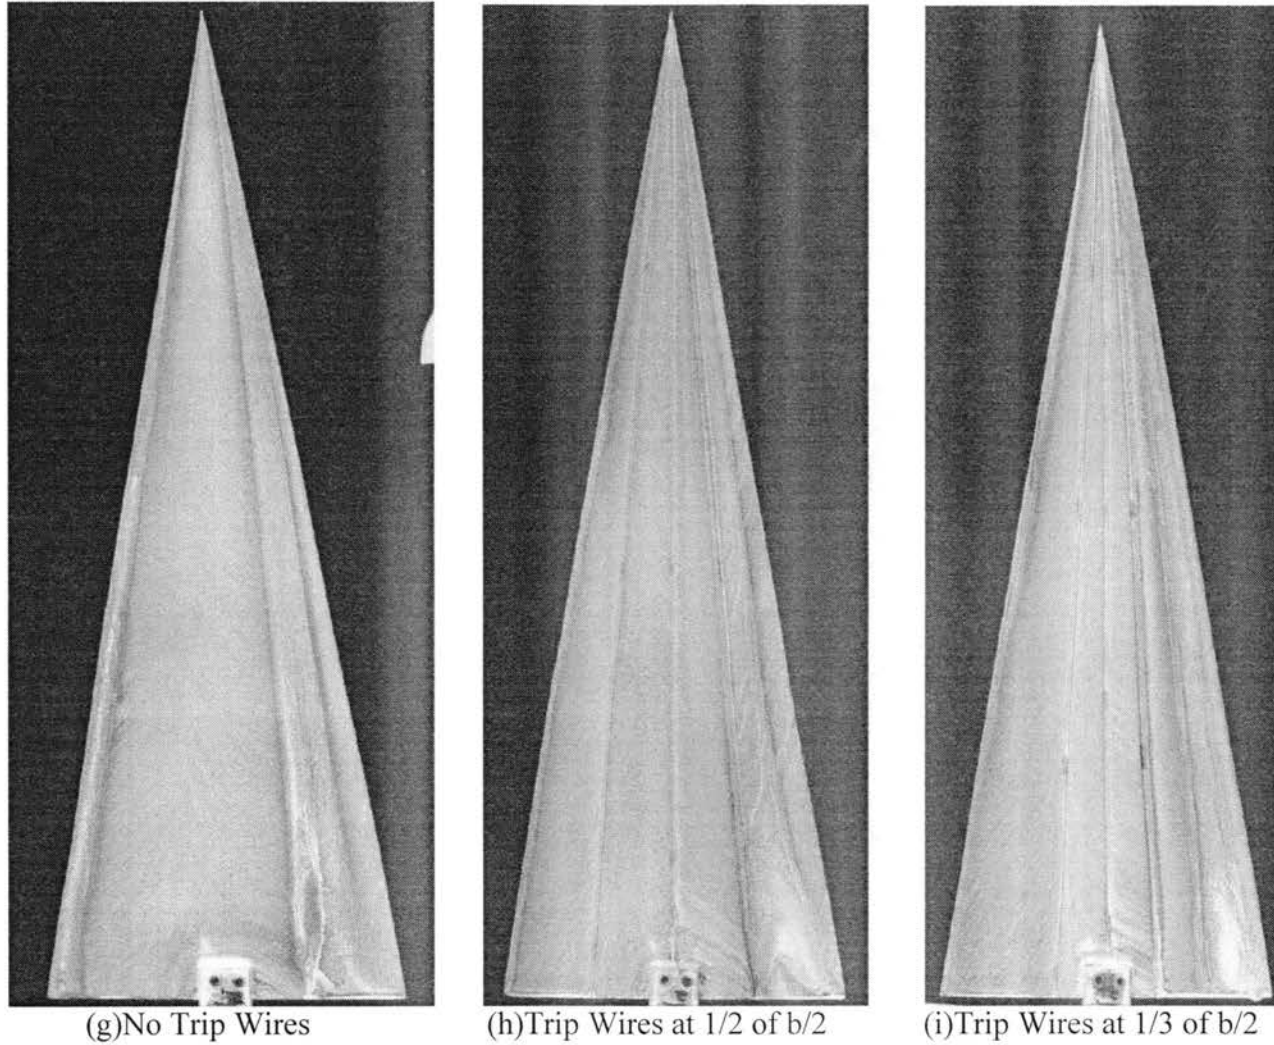 (g)No Trip Wires
(h)Trip Wires at 1/2 of b/2
(i)Trip Wires at 1/3 of b/2